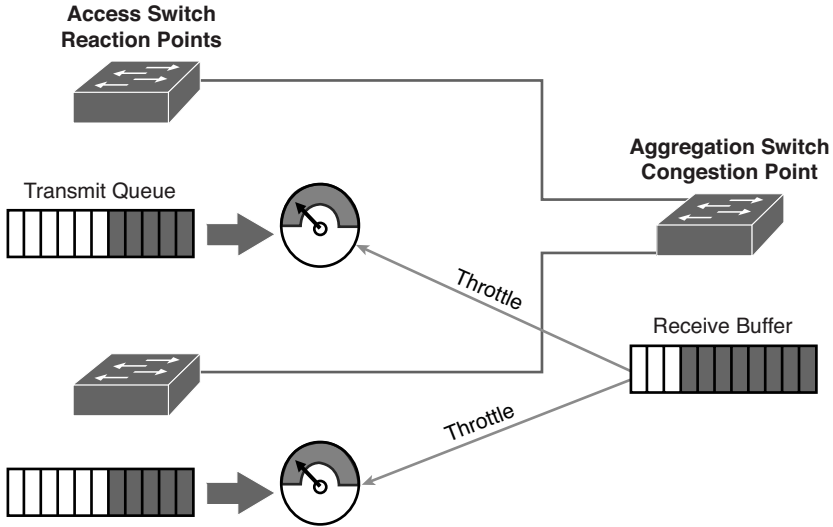 Access Switch
Reaction Points
Aggregation Switch
Congestion Point
Transmit Queue
Throttle
Receive Buffer
Throttle